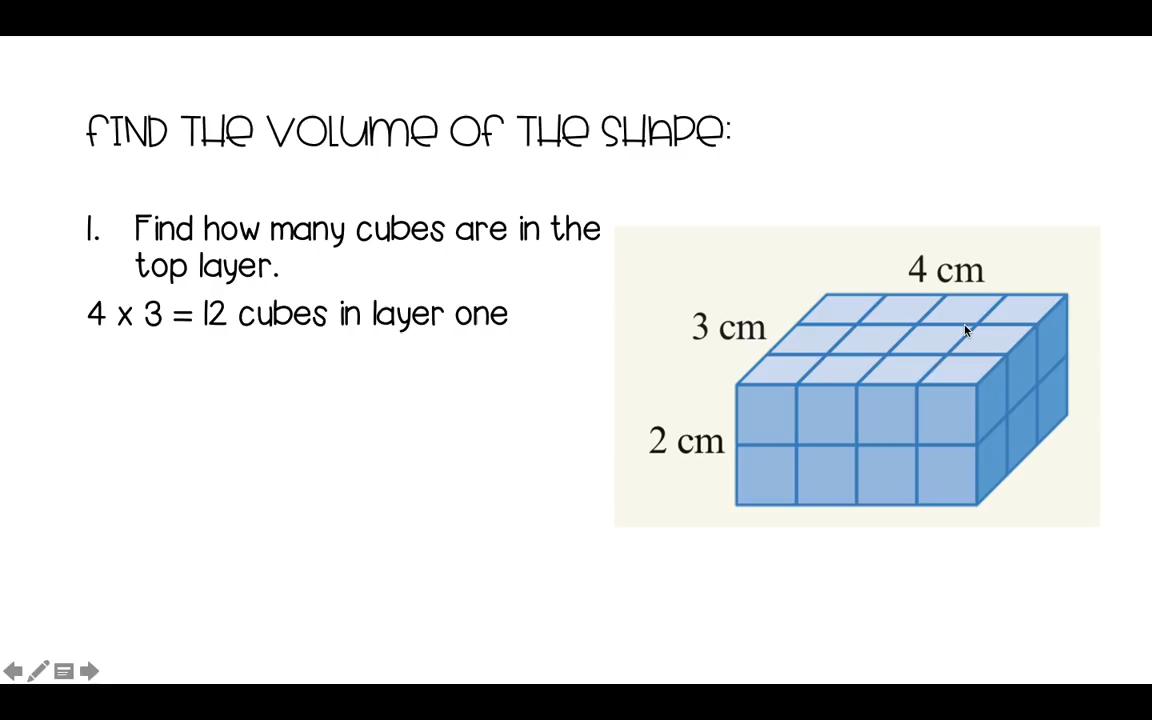 FIND THE VOLUME OF THE SHAPE:
1. Find how many cubes are in the
top layer.
4 x 3 = 12 cubes in layer one
4 cm
3 cm
2 cm